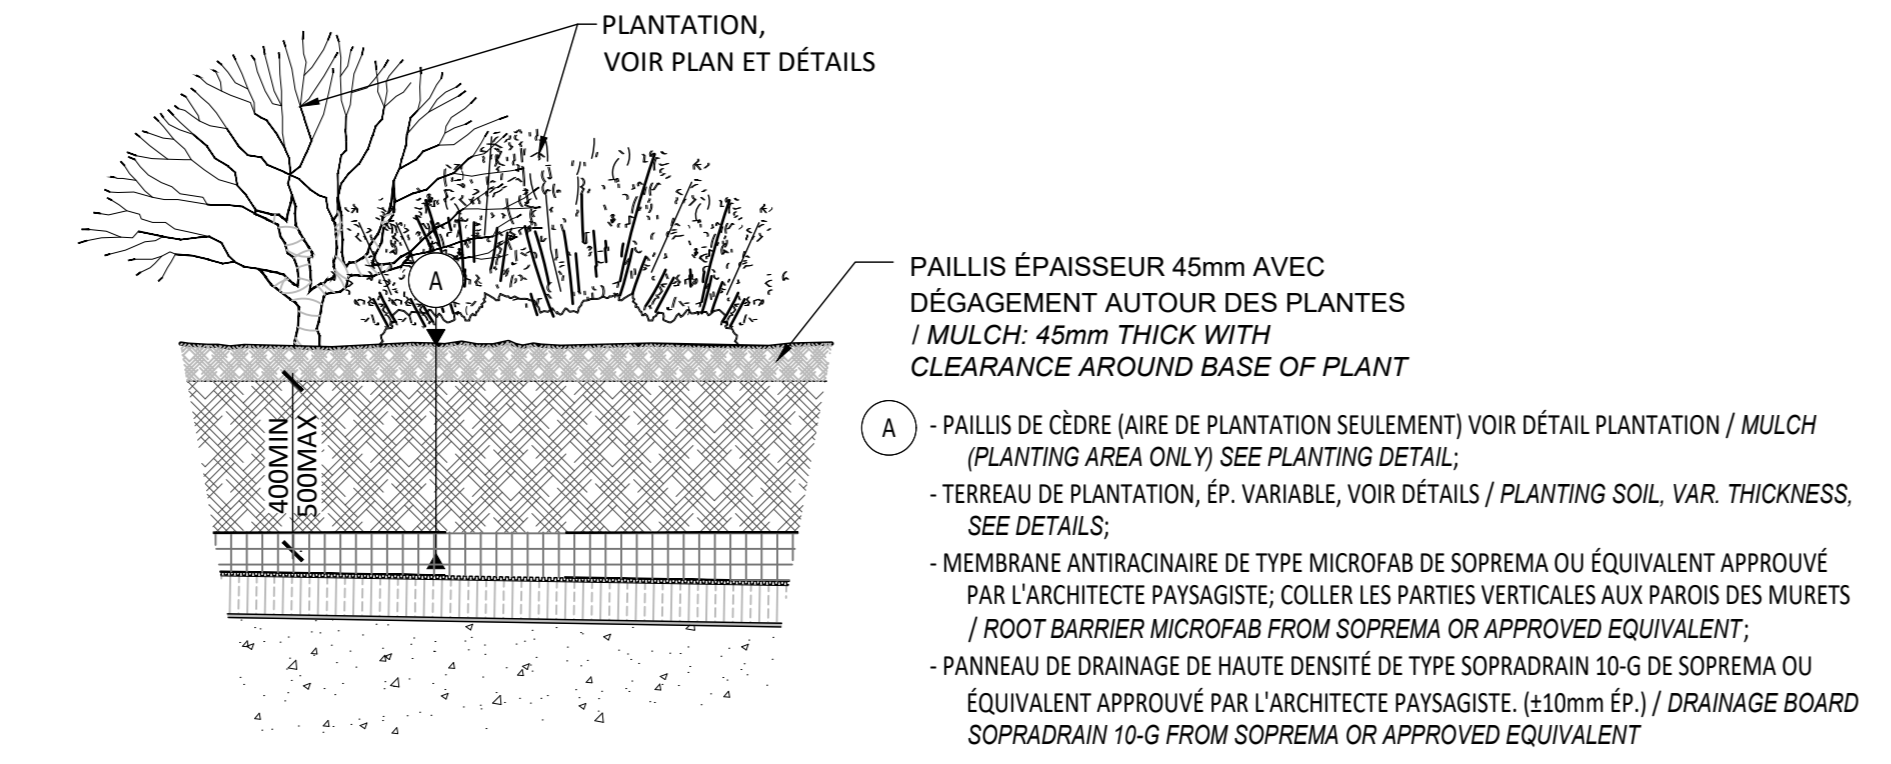 PLANTATION,
VOIR PLAN ET DÉTAILS
A
PAILLIS ÉPAISSEUR 45mm AVEC
DÉGAGEMENT AUTOUR DES PLANTES
/ MULCH: 45mm THICK WITH
CLEARANCE AROUND BASE OF PLANT
400MIN
500MAX
A
- PAILLIS DE CÈDRE (AIRE DE PLANTATION SEULEMENT) VOIR DÉTAIL PLANTATION / MULCH
(PLANTING AREA ONLY) SEE PLANTING DETAIL;
- TERREAU DE PLANTATION, ÉP. VARIABLE, VOIR DÉTAILS / PLANTING SOIL, VAR. THICKNESS,
SEE DETAILS;
- MEMBRANE ANTIRACINAIRE DE TYPE MICROFAB DE SOPREMA OU ÉQUIVALENT APPROUVÉ
PAR L'ARCHITECTE PAYSAGISTE; COLLER LES PARTIES VERTICALES AUX PAROIS DES MURETS
/ ROOT BARRIER MICROFAB FROM SOPREMA OR APPROVED EQUIVALENT;
- PANNEAU DE DRAINAGE DE HAUTE DENSITÉ DE TYPE SOPRADRAIN 10-G DE SOPREMA OU
ÉQUIVALENT APPROUVÉ PAR L'ARCHITECTE PAYSAGISTE. (±10mm ÉP.) / DRAINAGE BOARD
SOPRADRAIN 10-G FROM SOPREMA OR APPROVED EQUIVALENT